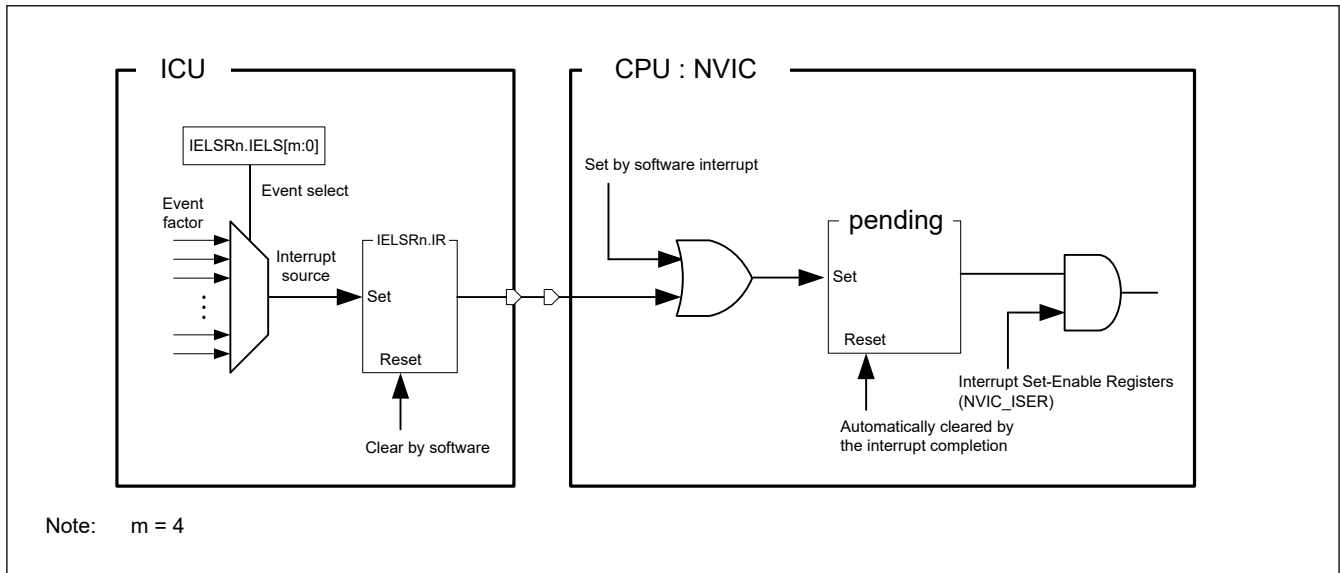 ICU
CPU : NVIC
IELSRn.IELS[m:0]
Event select
Event
factor
Interrupt
source
IELSRn.IR
Set
Reset
Clear by software
Set by software interrupt
pending
Set
Reset
Automatically cleared by
the interrupt completion
Interrupt Set-Enable Registers
(NVIC_ISER)
Note: m = 4